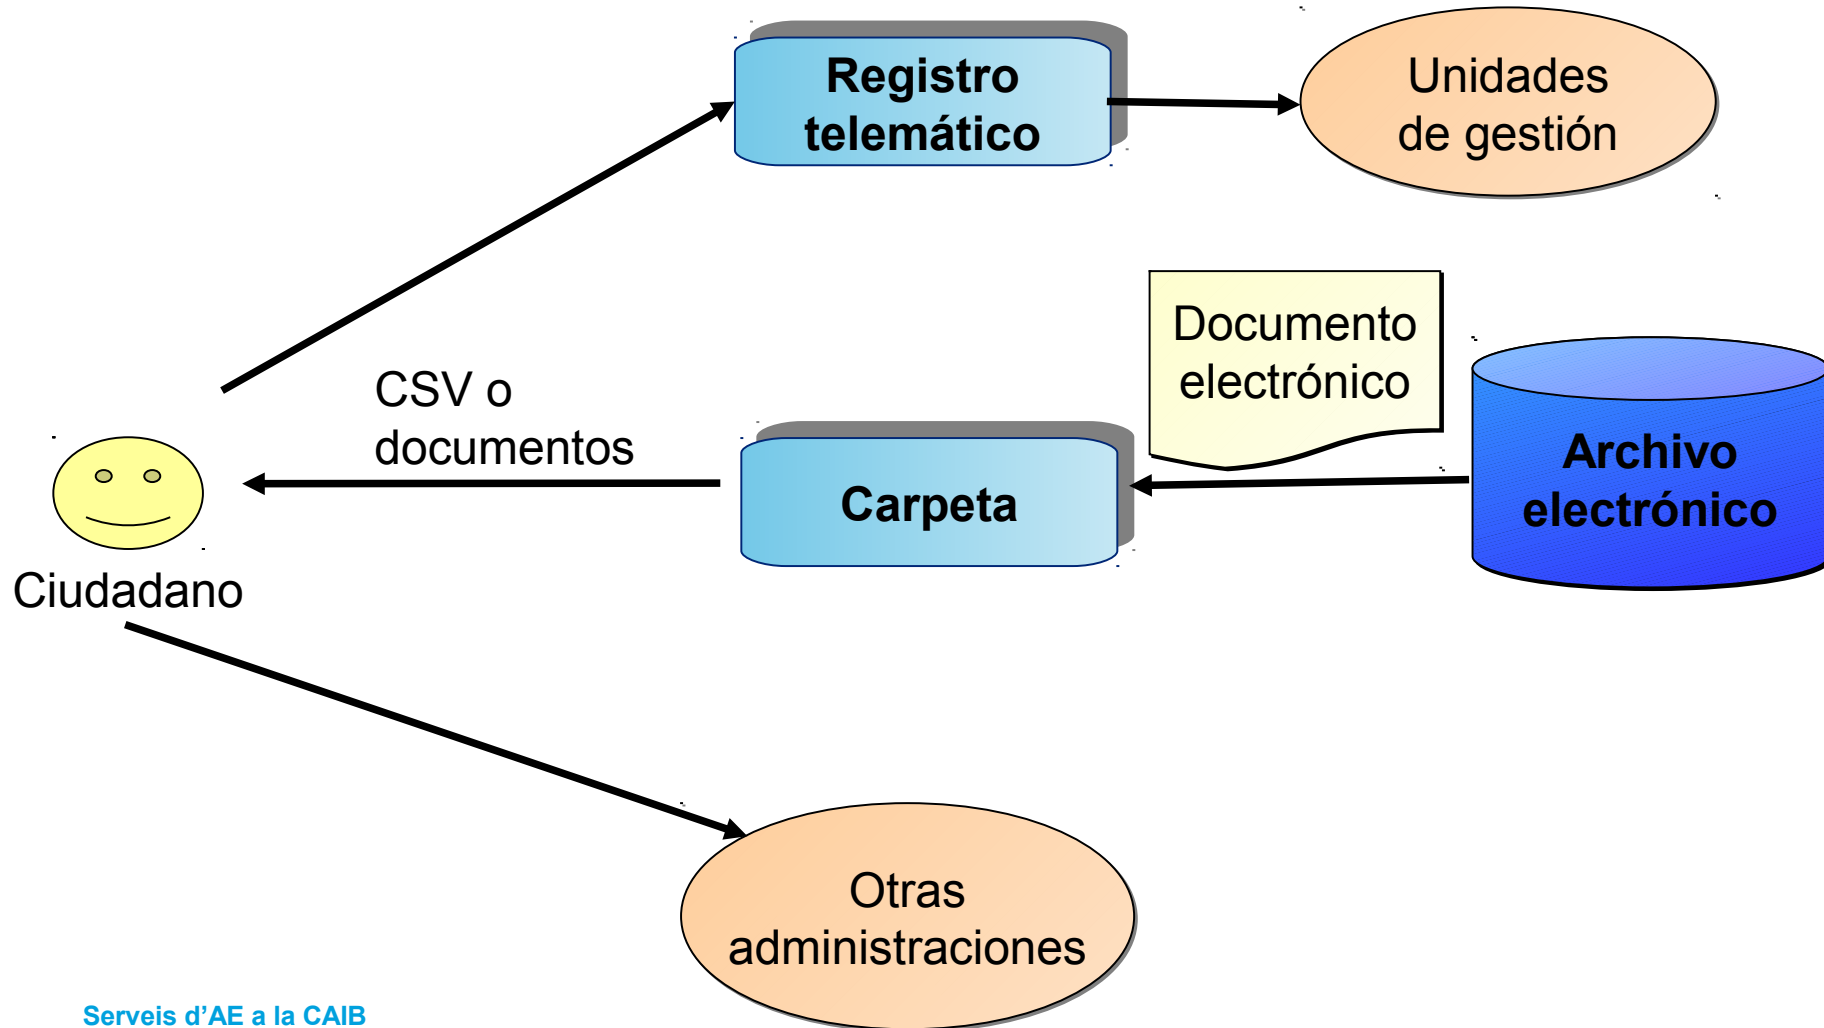 Registro
telemático
Unidades
de gestión
Documento
electrónico
CSV o
documentos
Archivo
electrónico
Carpeta
Ciudadano
Otras
administraciones
Serveis d’AE a la CAIB